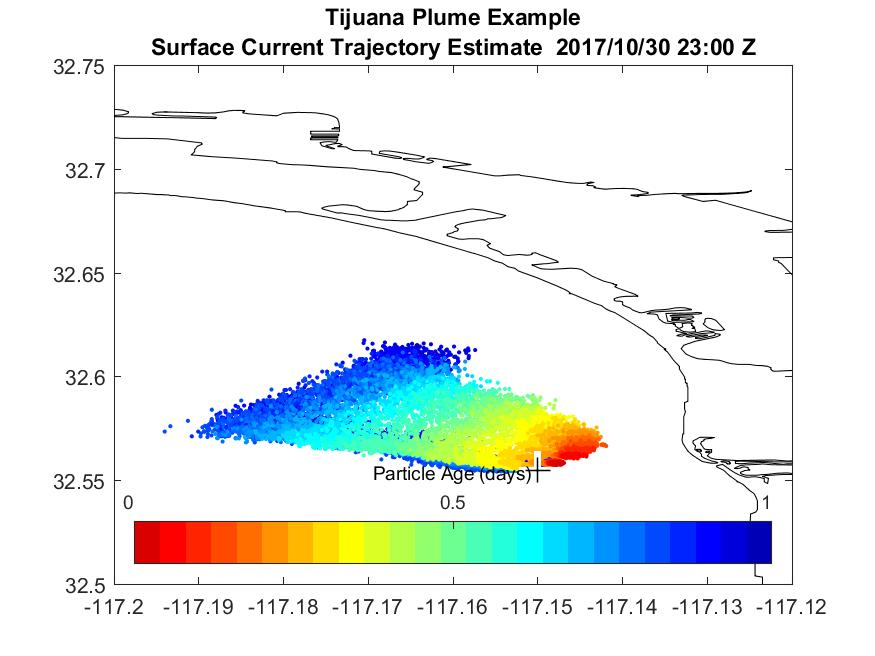 Tijuana Plume Example
Surface Current Trajectory Estimate 2017/10/30 23:00 Z
32.75
32.7
32.65
32.6
32.55
Particle Age (days)
0 0.5 1
32.5
-117.2 -117.19 -117.18 -117.17 -117.16 -117.15 -117.14 -117.13 -117.12